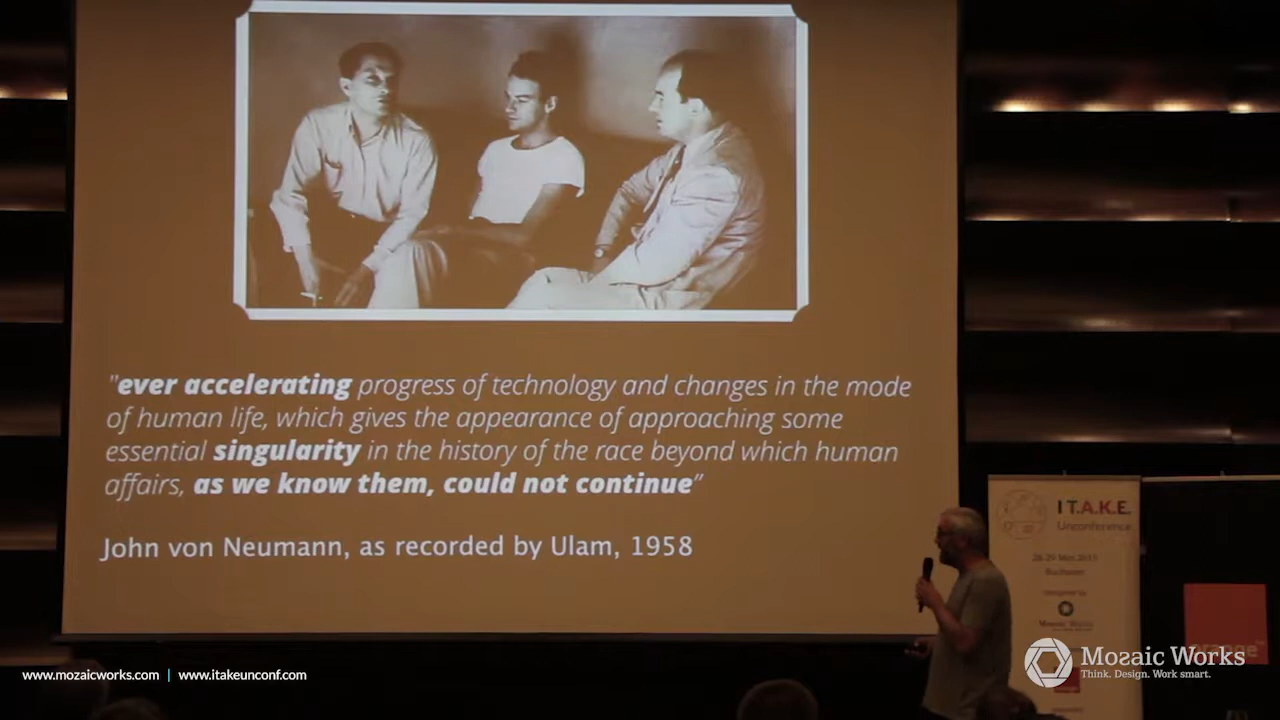 "ever accelerating progress of technology and changes in the mode
of human life, which gives the appearance of approaching some
essential singularity in the history of the race beyond which human
affairs, as we know them, could not continue"
John von Neumann, as recorded by Ulam, 1958
I T.A.K.E.
Unconference
Bucharest
Mozaic Works
orange
www.mozaicworks.com | www.itakeunconf.com
Mozaic Works
Think. Design. Work smart.